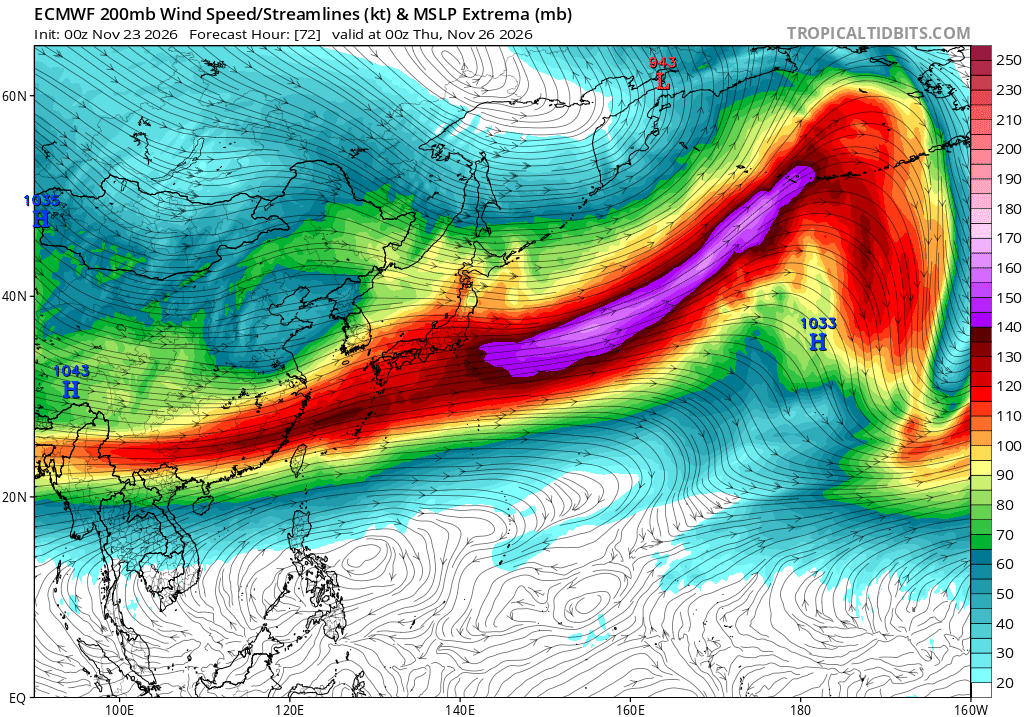 ECMWF 200mb Wind Speed/Streamlines (kt) & MSLP Extrema (mb)
Init: 00z Nov 23 2026 Forecast Hour: [72] valid at 00z Thu, Nov 26 2026
TROPICALTIDBITS.COM
943
L
1035
H
1033
H
1043
H
60N
40N
20N
EQ
100E
120E
140E
160E
180
160W
250
230
220
210
200
190
180
170
160
150
140
130
120
110
100
90
80
70
60
50
40
30
20